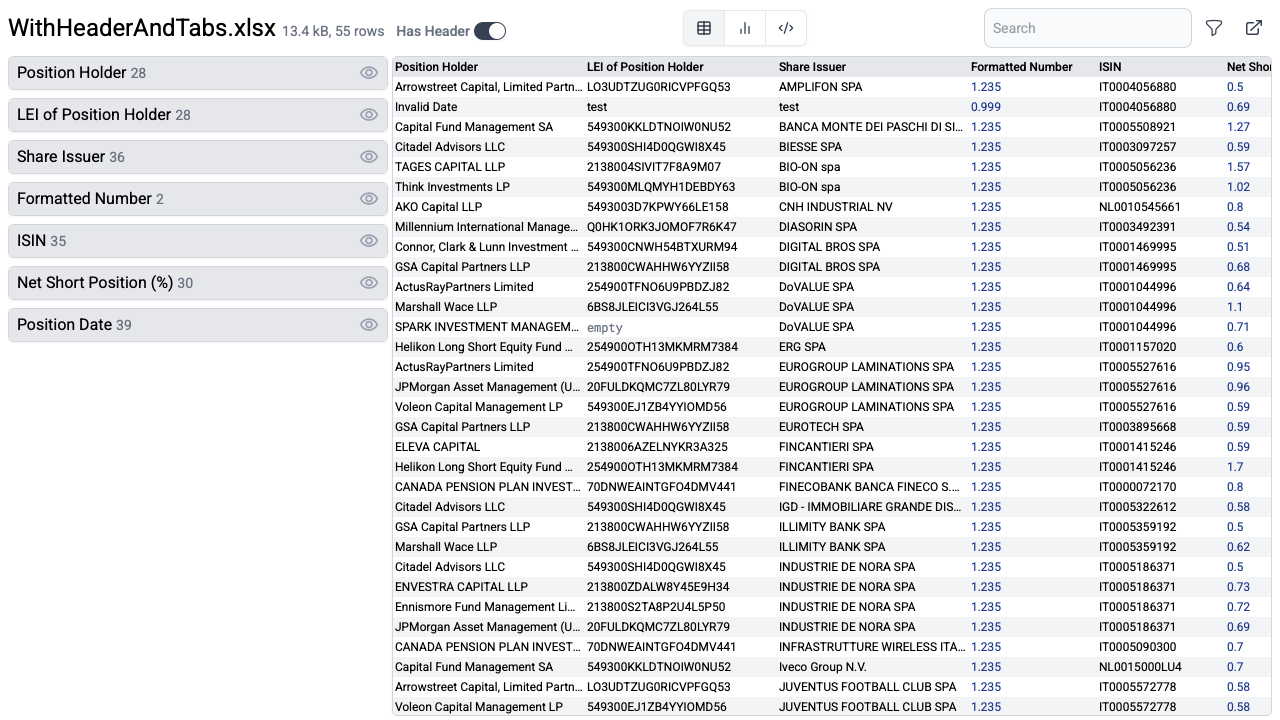 WithHeaderAndTabs.xlsx 13.4 kB, 55 rows Has Header Search
Position Holder 28
LEI of Position Holder 28
Share Issuer 36
Formatted Number 2
ISIN 35
Net Short Position (%) 30
Position Date 39
Position Holder LEI of Position Holder Share Issuer Formatted Number ISIN Net Shor
Arrowstreet Capital, Limited Partn… LO3UDTZUG0RICVPFGQ53 AMPLIFON SPA 1.235 IT0004056880 0.5
Invalid Date test test 0.999 IT0004056880 0.69
Capital Fund Management SA 549300KKLDTNOIW0NU52 BANCA MONTE DEI PASCHI DI SI… 1.235 IT0005508921 1.27
Citadel Advisors LLC 549300SHI4D0QGWI8X45 BIESSE SPA 1.235 IT0003097257 0.59
TAGES CAPITAL LLP 2138004SIVIT7F8A9M07 BIO-ON spa 1.235 IT0005056236 1.57
Think Investments LP 549300MLQMYH1DEBDY63 BIO-ON spa 1.235 IT0005056236 1.02
AKO Capital LLP 5493003D7KPWY66LE158 CNH INDUSTRIAL NV 1.235 NL0010545661 0.8
Millennium International Manage… Q0HK1ORK3JOMOF7R6K47 DIASORIN SPA 1.235 IT0003492391 0.54
Connor, Clark & Lunn Investment … 549300CNWH54BTXURM94 DIGITAL BROS SPA 1.235 IT0001469995 0.51
GSA Capital Partners LLP 213800CWAHHW6YYZII58 DIGITAL BROS SPA 1.235 IT0001469995 0.68
ActusRayPartners Limited 254900TFNO6U9PBDZJ82 DoVALUE SPA 1.235 IT0001044996 0.64
Marshall Wace LLP 6BS8JLEICI3VGJ264L55 DoVALUE SPA 1.235 IT0001044996 1.1
SPARK INVESTMENT MANAGEM… empty DoVALUE SPA 1.235 IT0001044996 0.71
Helikon Long Short Equity Fund … 254900OTH13MKMRM7384 ERG SPA 1.235 IT0001157020 0.6
ActusRayPartners Limited 254900TFNO6U9PBDZJ82 EUROGROUP LAMINATIONS SPA 1.235 IT0005527616 0.95
JPMorgan Asset Management (U… 20FULDKQMC7ZL80LYR79 EUROGROUP LAMINATIONS SPA 1.235 IT0005527616 0.96
Voleon Capital Management LP 549300EJ1ZB4YYIOMD56 EUROGROUP LAMINATIONS SPA 1.235 IT0005527616 0.59
GSA Capital Partners LLP 213800CWAHHW6YYZII58 EUROTECH SPA 1.235 IT0003895668 0.59
ELEVA CAPITAL 2138006AZELNYKR3A325 FINCANTIERI SPA 1.235 IT0001415246 0.59
Helikon Long Short Equity Fund … 254900OTH13MKMRM7384 FINCANTIERI SPA 1.235 IT0001415246 1.7
CANADA PENSION PLAN INVEST… 70DNWEAINTGFO4DMV441 FINECOBANK BANCA FINECO S.… 1.235 IT0000072170 0.8
Citadel Advisors LLC 549300SHI4D0QGWI8X45 IGD - IMMOBILIARE GRANDE DIS… 1.235 IT0005322612 0.58
GSA Capital Partners LLP 213800CWAHHW6YYZII58 ILLIMITY BANK SPA 1.235 IT0005359192 0.5
Marshall Wace LLP 6BS8JLEICI3VGJ264L55 ILLIMITY BANK SPA 1.235 IT0005359192 0.62
Citadel Advisors LLC 549300SHI4D0QGWI8X45 INDUSTRIE DE NORA SPA 1.235 IT0005186371 0.5
ENVESTRA CAPITAL LLP 213800ZDALW8Y45E9H34 INDUSTRIE DE NORA SPA 1.235 IT0005186371 0.73
Ennismore Fund Management Li… 213800S2TA8P2U4L5P50 INDUSTRIE DE NORA SPA 1.235 IT0005186371 0.72
JPMorgan Asset Management (U… 20FULDKQMC7ZL80LYR79 INDUSTRIE DE NORA SPA 1.235 IT0005186371 0.69
CANADA PENSION PLAN INVEST… 70DNWEAINTGFO4DMV441 INFRASTRUTTURE WIRELESS ITA… 1.235 IT0005090300 0.7
Capital Fund Management SA 549300KKLDTNOIW0NU52 Iveco Group N.V. 1.235 NL0015000LU4 0.7
Arrowstreet Capital, Limited Partn… LO3UDTZUG0RICVPFGQ53 JUVENTUS FOOTBALL CLUB SPA 1.235 IT0005572778 0.58
Voleon Capital Management LP 549300EJ1ZB4YYIOMD56 JUVENTUS FOOTBALL CLUB SPA 1.235 IT0005572778 0.58